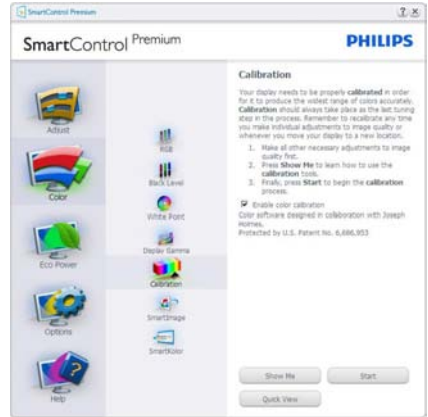 SmartControl Premium
SmartControl Premium
PHILIPS
Adjust
Color
Eco Power
Options
Help
RGB
Black Level
White Point
Display Gamma
Calibration
SmartImage
SmartKolor
Calibration
Your display needs to be properly calibrated in order
for it to produce the widest range of colors accurately.
Calibration should always take place as the last tuning
step in the process. Remember to recalibrate any time
you make individual adjustments to image quality or
whenever you move your display to a new location.
1. Make all other necessary adjustments to image
quality first.
2. Press Show Me to learn how to use the
calibration tools.
3. Finally, press Start to begin the calibration
process.
Enable color calibration
Color software designed in collaboration with Joseph
Holmes.
Protected by U.S. Patent No. 6,686,953
Show Me
Start
Quick View